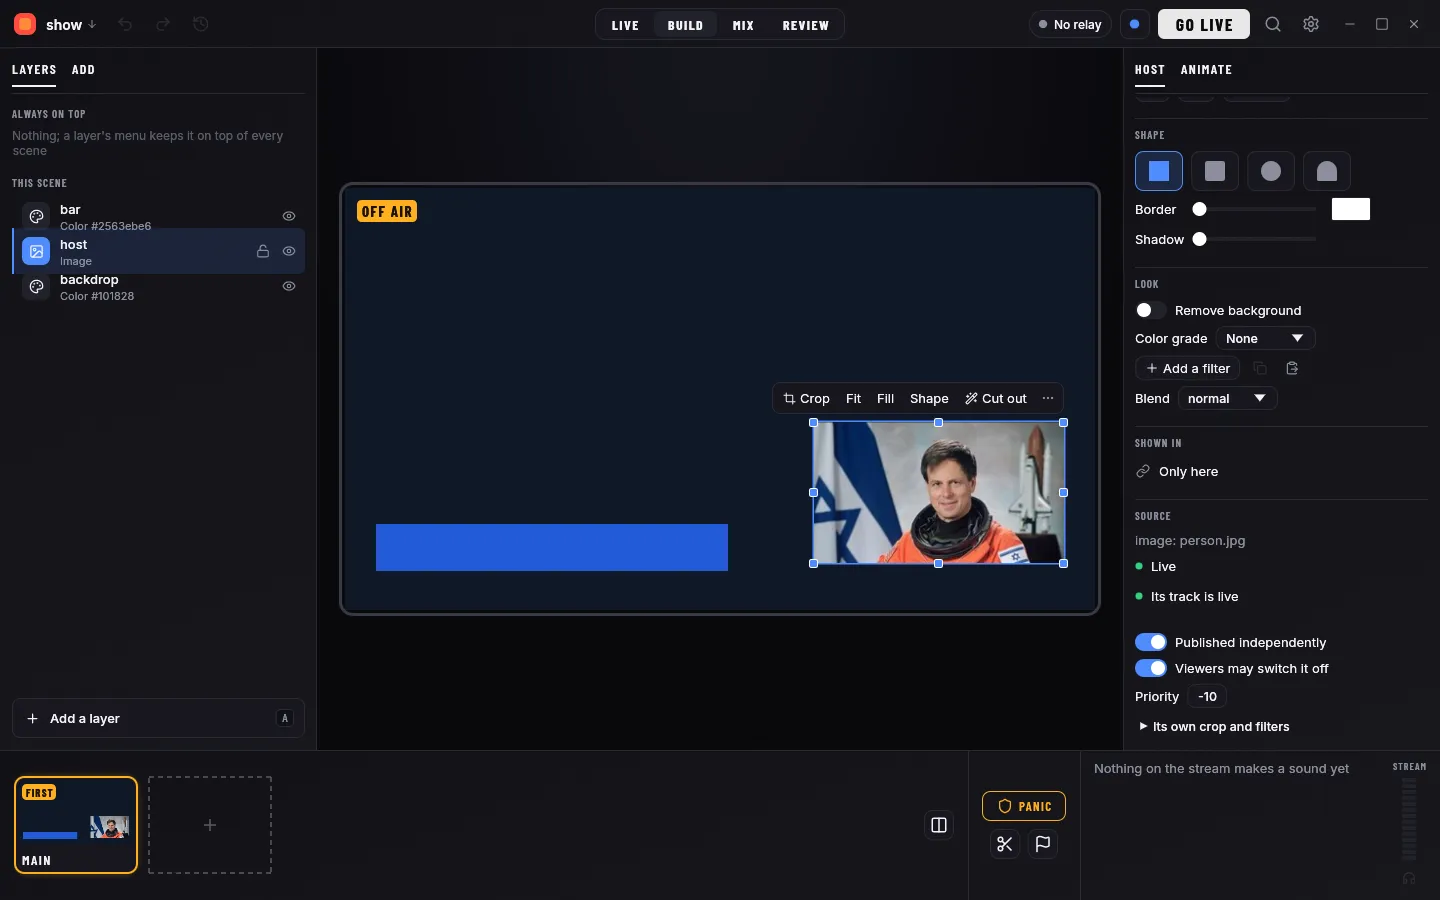 show
LIVE
BUILD
MIX
REVIEW
No relay
GO LIVE
LAYERS
ADD
ALWAYS ON TOP
Nothing; a layer's menu keeps it on top of every
scene
THIS SCENE
bar
Color #2563ebe6
host
Image
backdrop
Color #101828
Add a layer
A
OFF AIR
Crop
Fit
Fill
Shape
Cut out
HOST
ANIMATE
SHAPE
Border
Shadow
LOOK
Remove background
Color grade
None
Add a filter
Blend
normal
SHOWN IN
Only here
SOURCE
image: person.jpg
Live
Its track is live
Published independently
Viewers may switch it off
Priority
-10
Its own crop and filters
FIRST
MAIN
PANIC
Nothing on the stream makes a sound yet
STREAM